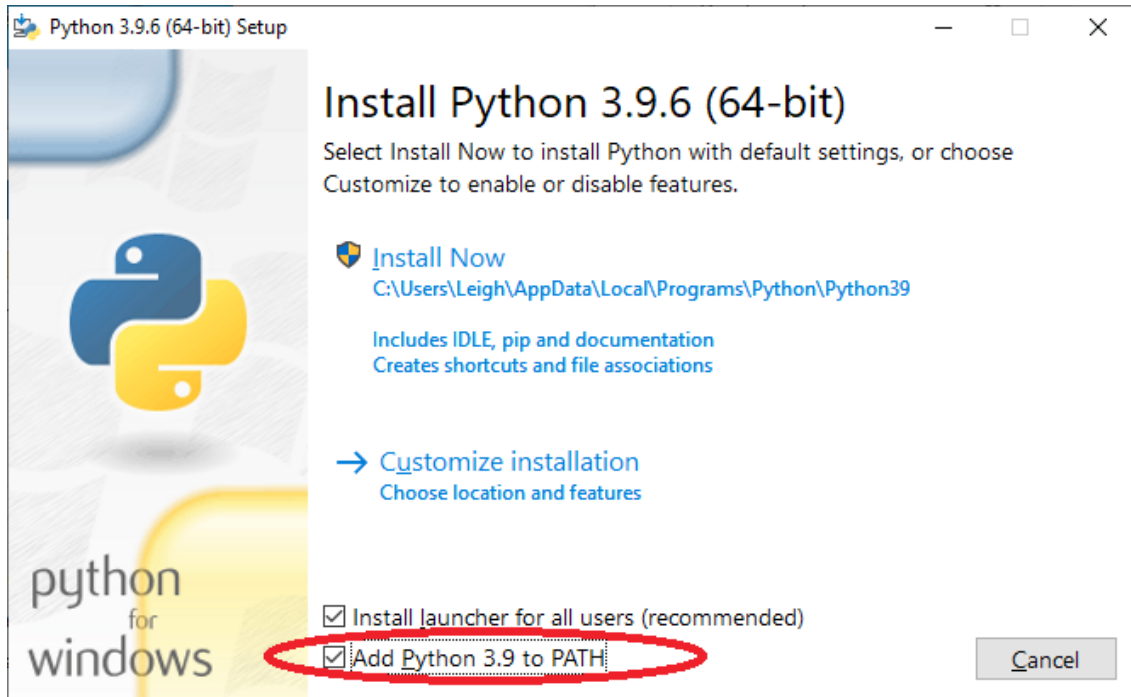 Python 3.9.6 (64-bit) Setup
Install Python 3.9.6 (64-bit)
Select Install Now to install Python with default settings, or choose
Customize to enable or disable features.
Install Now
C:\Users\Leigh\AppData\Local\Programs\Python\Python39
Includes IDLE, pip and documentation
Creates shortcuts and file associations
Customize installation
Choose location and features
python
for
windows
Install launcher for all users (recommended)
Add Python 3.9 to PATH
Cancel